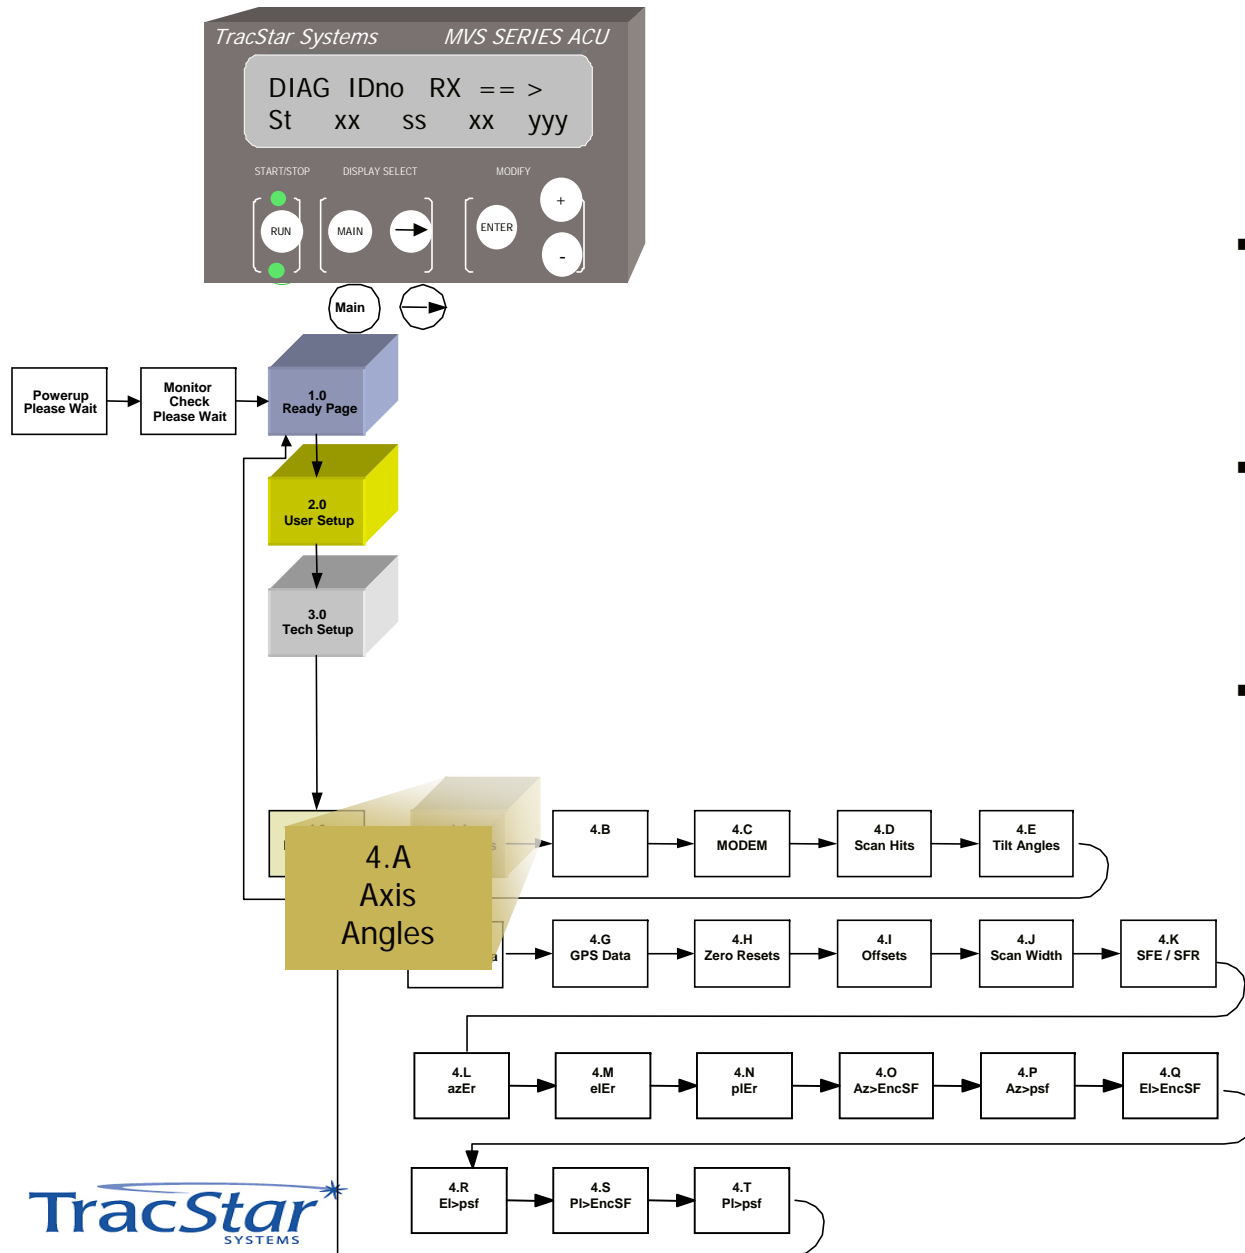 TracStar Systems MVS SERIES ACU
DIAG IDno RX == >
St xx ss xx yyy
START/STOP DISPLAY SELECT MODIFY
RUN MAIN ENTER + -
Main
Powerup
Please Wait
Monitor
Check
Please Wait
1.0
Ready Page
2.0
User Setup
3.0
Tech Setup
4.A
Axis
Angles
4.B
4.C
MODEM
4.D
Scan Hits
4.E
Tilt Angles
4.G
GPS Data
4.H
Zero Resets
4.I
Offsets
4.J
Scan Width
4.K
SFE / SFR
4.L
azEr
4.M
elEr
4.N
plEr
4.O
Az>EncSF
4.P
Az>psf
4.Q
El>EncSF
4.R
El>psf
4.S
Pl>EncSF
4.T
Pl>psf
TracStar
SYSTEMS